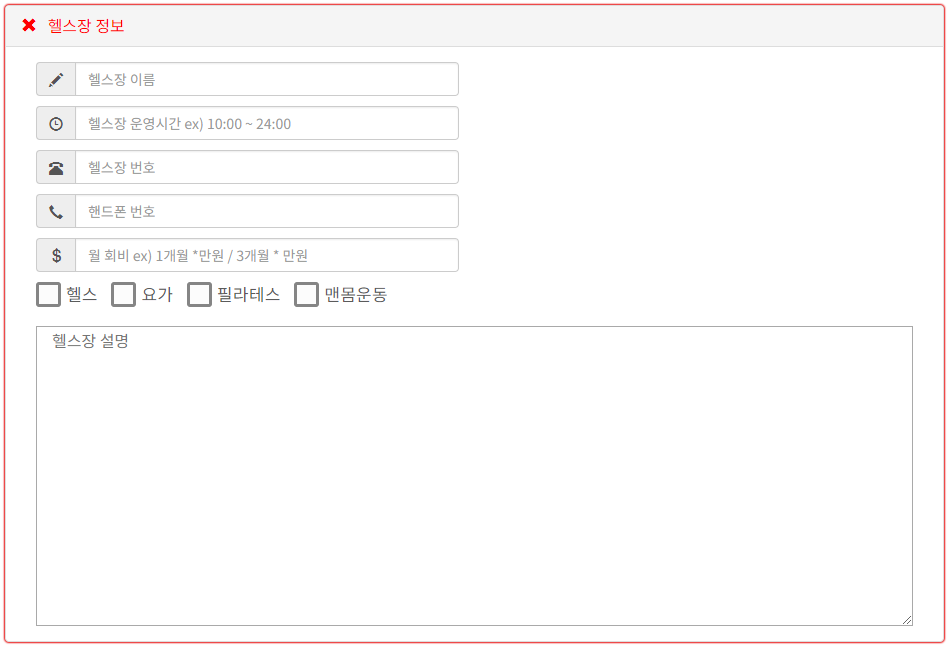 헬스장 정보
헬스장 이름
헬스장 운영시간 ex) 10:00 ~ 24:00
헬스장 번호
핸드폰 번호
$ 월 회비 ex) 1개월 *만원 / 3개월 * 만원
헬스 요가 필라테스 맨몸운동
헬스장 설명